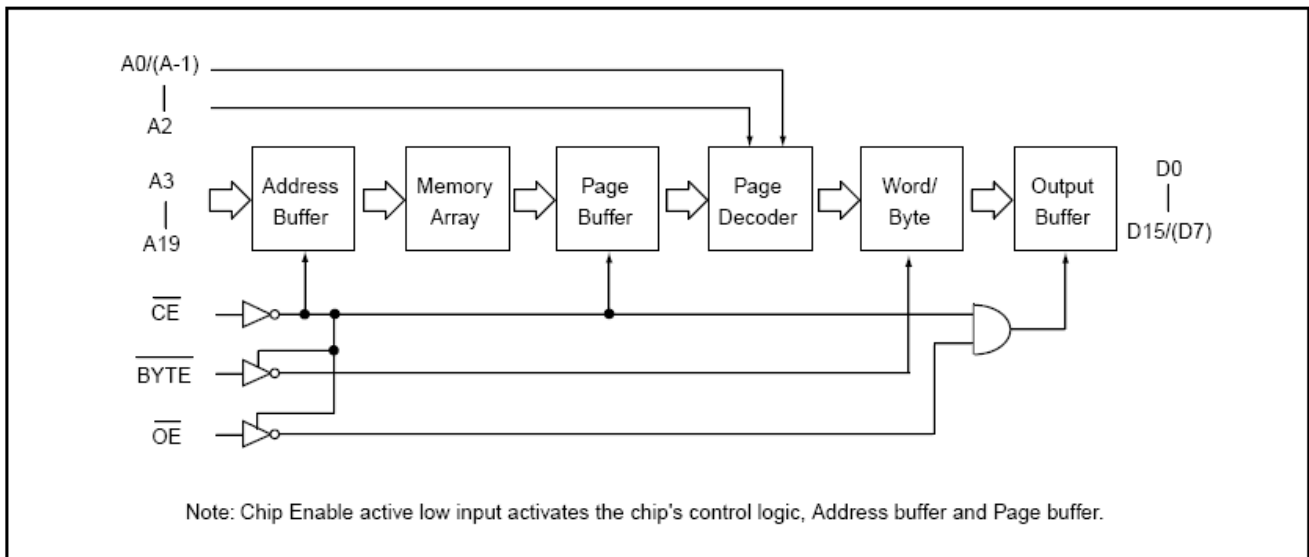 A0/(A-1)
A2
A3
A19
Address
Buffer
Memory
Array
Page
Buffer
Page
Decoder
Word/
Byte
Output
Buffer
D0
D15/(D7)
CE
BYTE
OE
Note: Chip Enable active low input activates the chip's control logic, Address buffer and Page buffer.